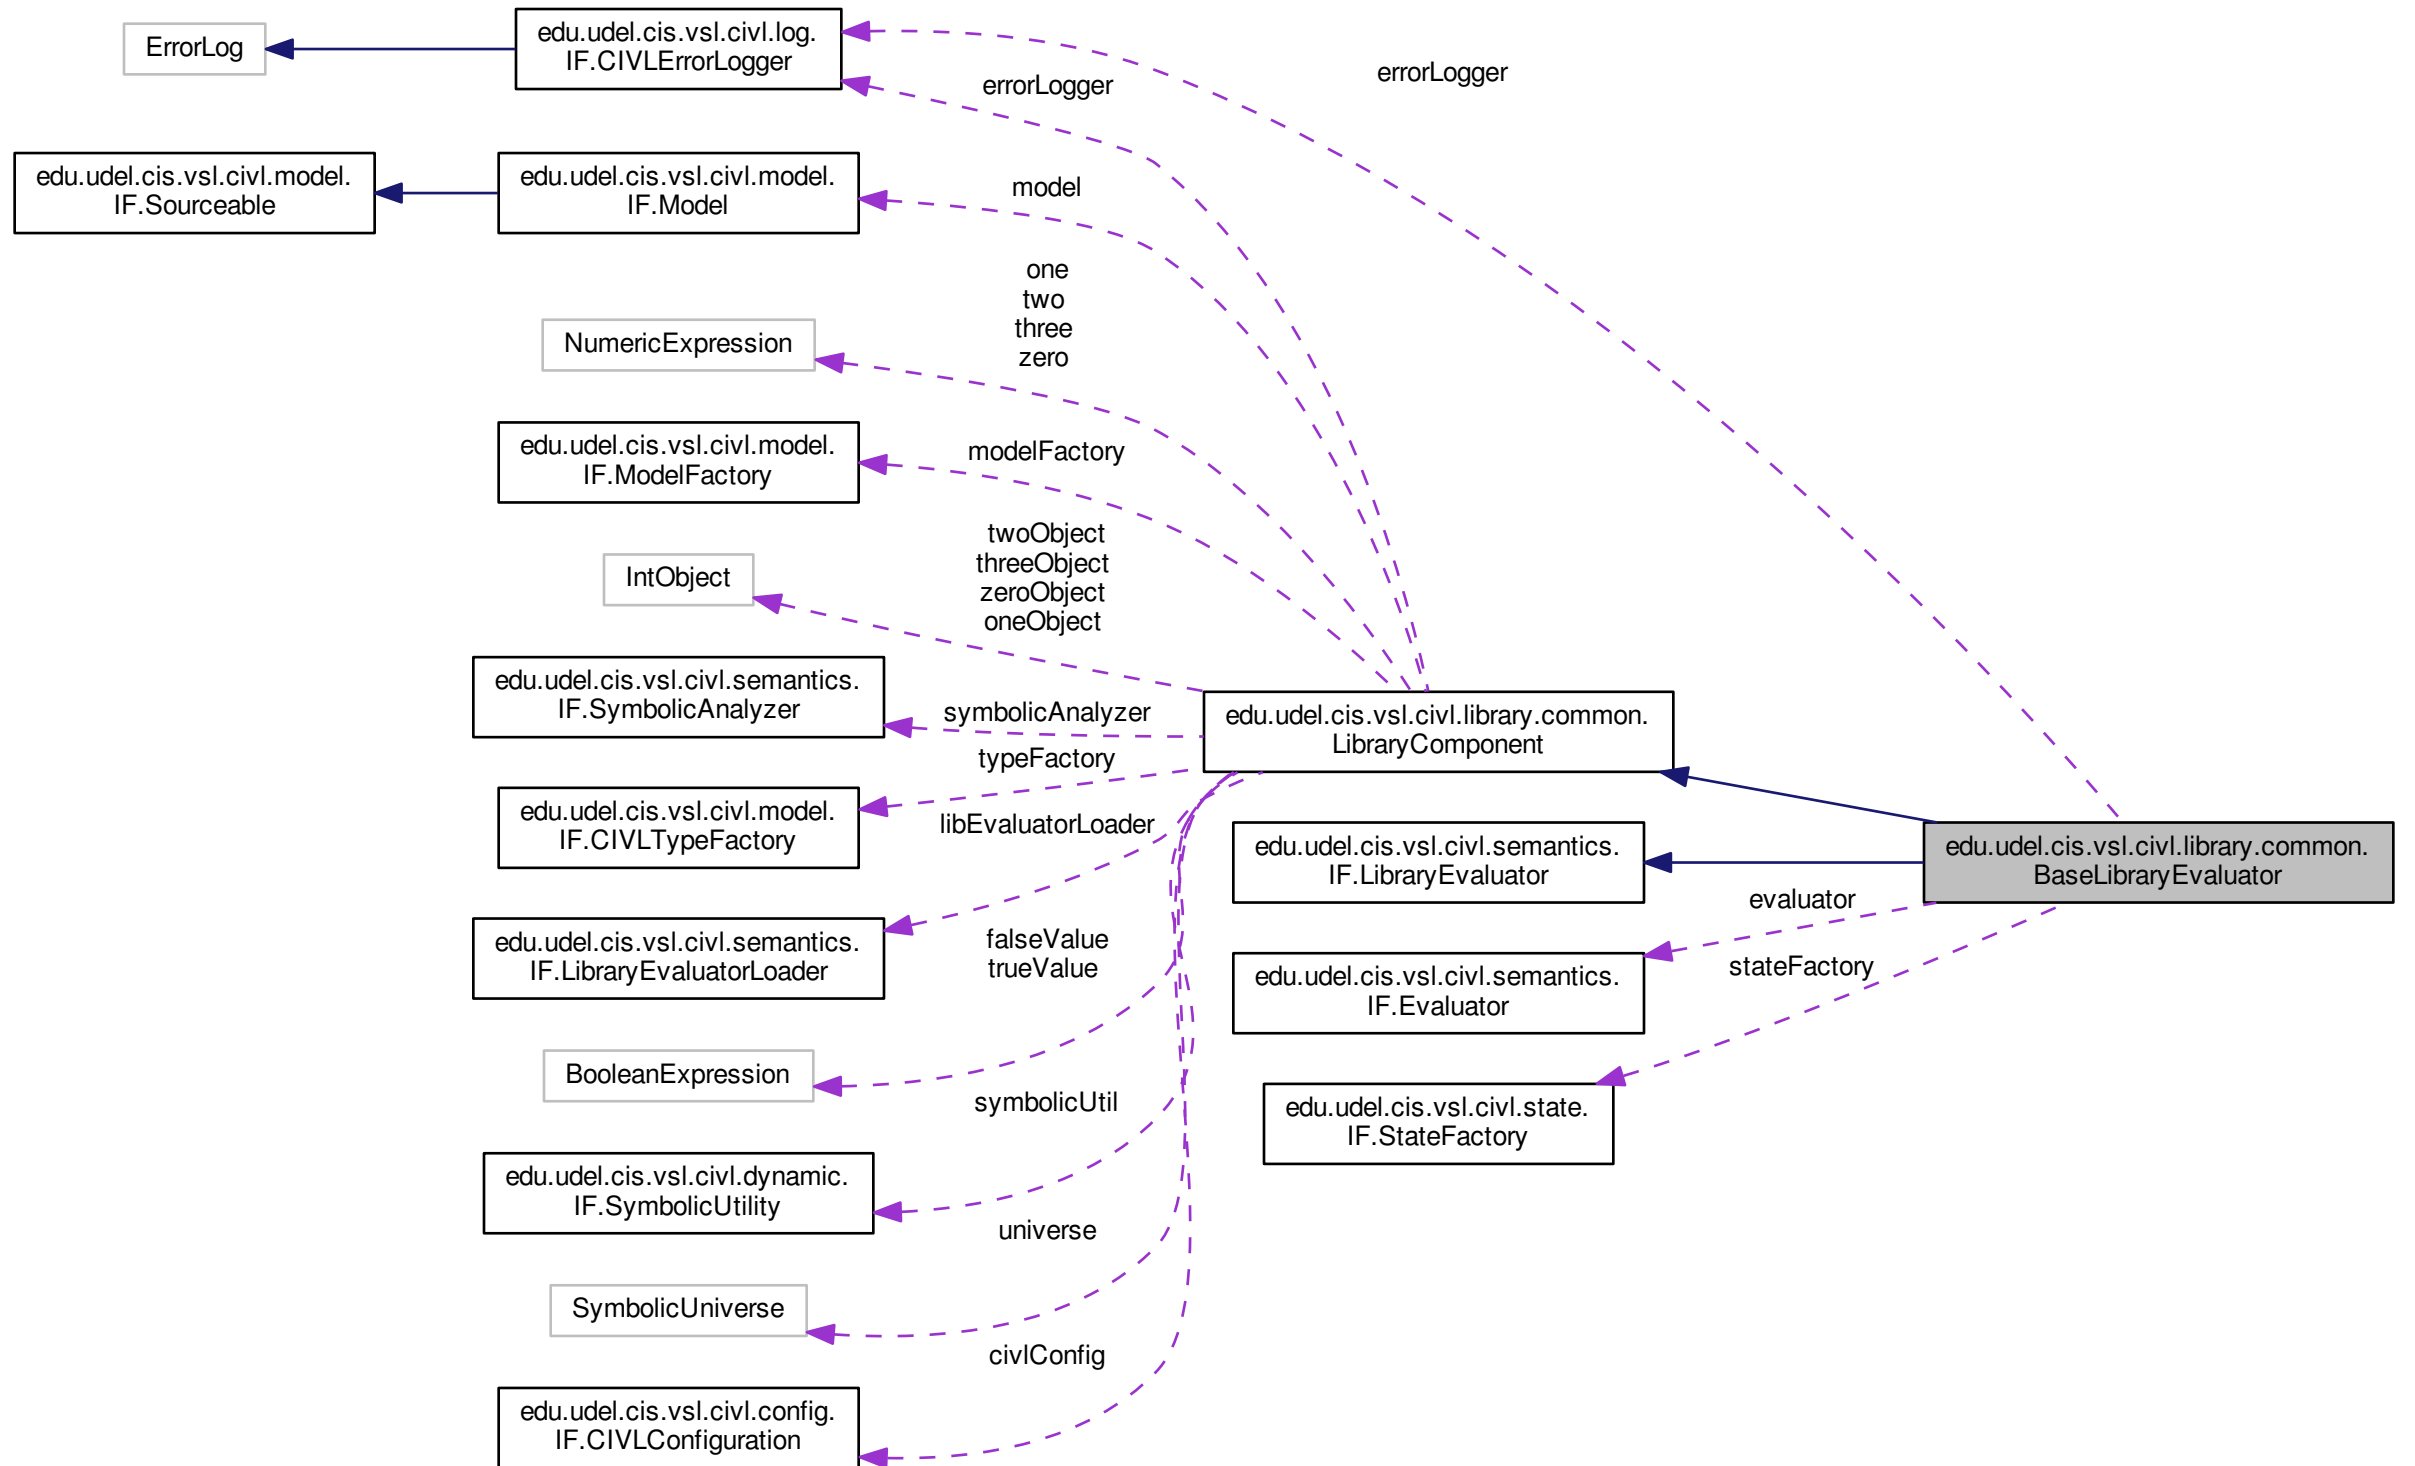 ErrorLog
edu.udel.cis.vsl.civl.log.
IF.CIVLErrorLogger
errorLogger
errorLogger
edu.udel.cis.vsl.civl.model.
IF.Sourceable
edu.udel.cis.vsl.civl.model.
IF.Model
model
one
two
three
zero
NumericExpression
edu.udel.cis.vsl.civl.model.
IF.ModelFactory
modelFactory
twoObject
threeObject
zeroObject
oneObject
IntObject
edu.udel.cis.vsl.civl.semantics.
IF.SymbolicAnalyzer
symbolicAnalyzer
edu.udel.cis.vsl.civl.library.common.
LibraryComponent
typeFactory
edu.udel.cis.vsl.civl.model.
IF.CIVLTypeFactory
libEvaluatorLoader
edu.udel.cis.vsl.civl.semantics.
IF.LibraryEvaluator
edu.udel.cis.vsl.civl.library.common.
BaseLibraryEvaluator
evaluator
edu.udel.cis.vsl.civl.semantics.
IF.LibraryEvaluatorLoader
falseValue
trueValue
edu.udel.cis.vsl.civl.semantics.
IF.Evaluator
stateFactory
BooleanExpression
symbolicUtil
edu.udel.cis.vsl.civl.state.
IF.StateFactory
edu.udel.cis.vsl.civl.dynamic.
IF.SymbolicUtility
universe
SymbolicUniverse
civlConfig
edu.udel.cis.vsl.civl.config.
IF.CIVLConfiguration